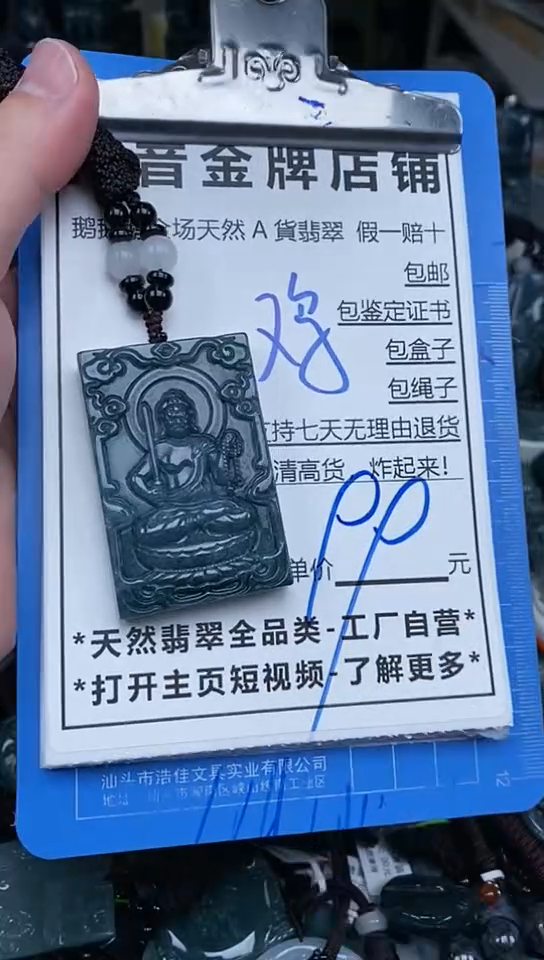 音金牌店铺
鹅 场天然 A 貨翡翠 假一赔十
包邮
鸡
包鉴定证书
包盒子
包绳子
持七天无理由退货
清高货 炸起来!
99
单价 元
*天然翡翠全品类-工厂自营*
*打开主页短视频-了解更多*
汕头市浩佳文具实业有限公司
12